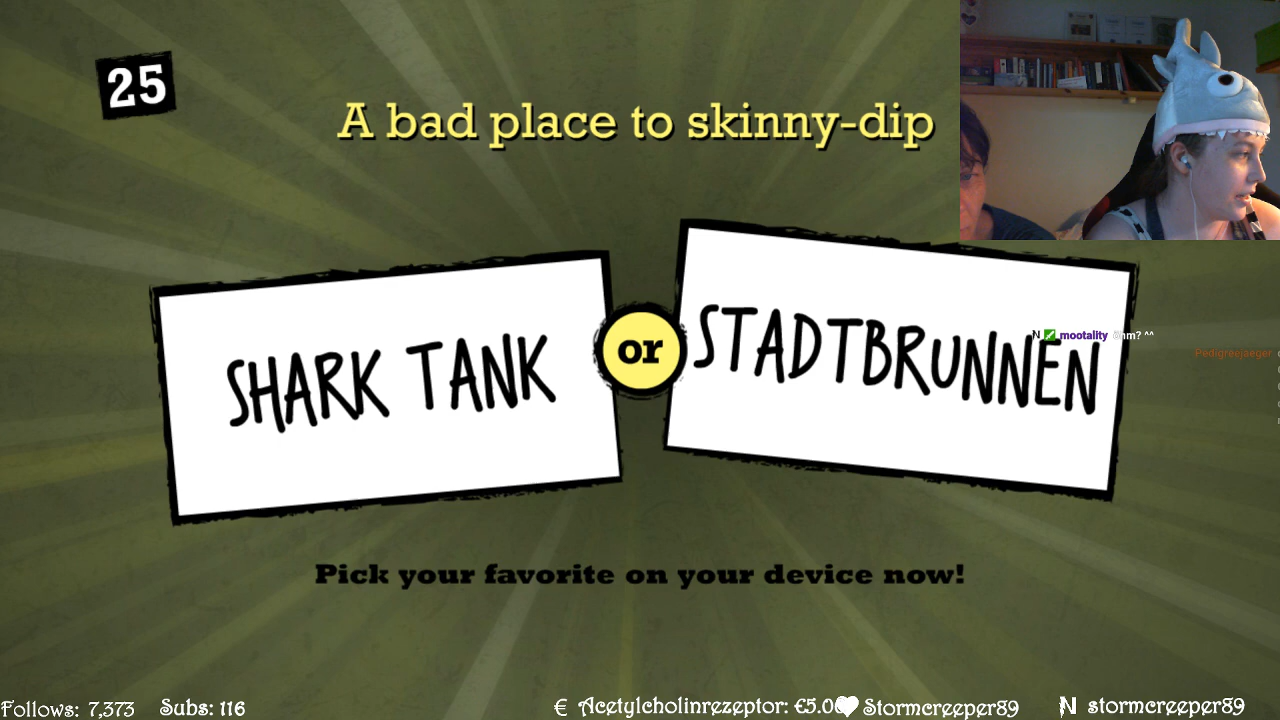 25
A bad place to skinny-dip
SHARK TANK
or
STADTBRUNNEN
mootality
^^
Pedigreejaeger
Pick your favorite on your device now!
Follows: 7,373
Subs: 116
€ Acetylcholinrezeptor: €5.0
Stormcreeper89
stormcreeper89